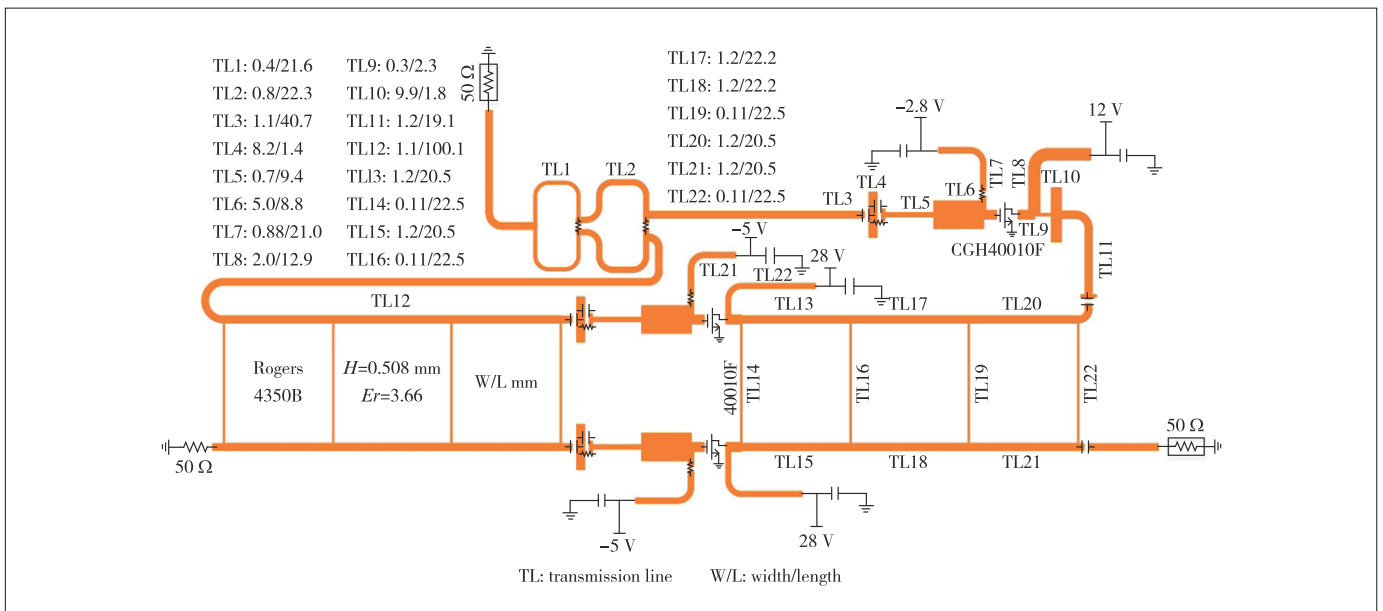 TL1: 0.4/21.6
TL2: 0.8/22.3
TL3: 1.1/40.7
TL4: 8.2/1.4
TL5: 0.7/9.4
TL6: 5.0/8.8
TL7: 0.88/21.0
TL8: 2.0/12.9
TL9: 0.3/2.3
TL10: 9.9/1.8
TL11: 1.2/19.1
TL12: 1.1/100.1
TL13: 1.2/20.5
TL14: 0.11/22.5
TL15: 1.2/20.5
TL16: 0.11/22.5
50 Ω
TL17: 1.2/22.2
TL18: 1.2/22.2
TL19: 0.11/22.5
TL20: 1.2/20.5
TL21: 1.2/20.5
TL22: 0.11/22.5
−2.8 V
12 V
TL1
TL2
TL3
TL4
TL5
TL6
TL7
TL8
TL9
TL10
CGH40010F
TL11
−5 V
TL21
TL22
28 V
TL12
TL13
TL17
TL20
Rogers
4350B
H=0.508 mm
Er=3.66
W/L mm
40010F
TL14
TL16
TL19
TL22
50 Ω
50 Ω
TL15
TL18
TL21
−5 V
28 V
TL: transmission line W/L: width/length